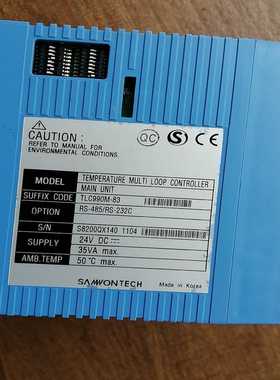 CAUTION:
REFER TO MANUAL FOR
ENVIRONMENTAL CONDITIONS.
QC S CE
MODEL TEMPERATURE MULTI LOOP CONTROLLER
MAIN UNIT
SUFFIX CODE TLC990M-83
OPTION RS-485/RS-232C
S/N S8200QX140 1104
SUPPLY 24V DC
35VA max.
AMB.TEMP 50 °C max.
SAMWONTECH Made in Korea